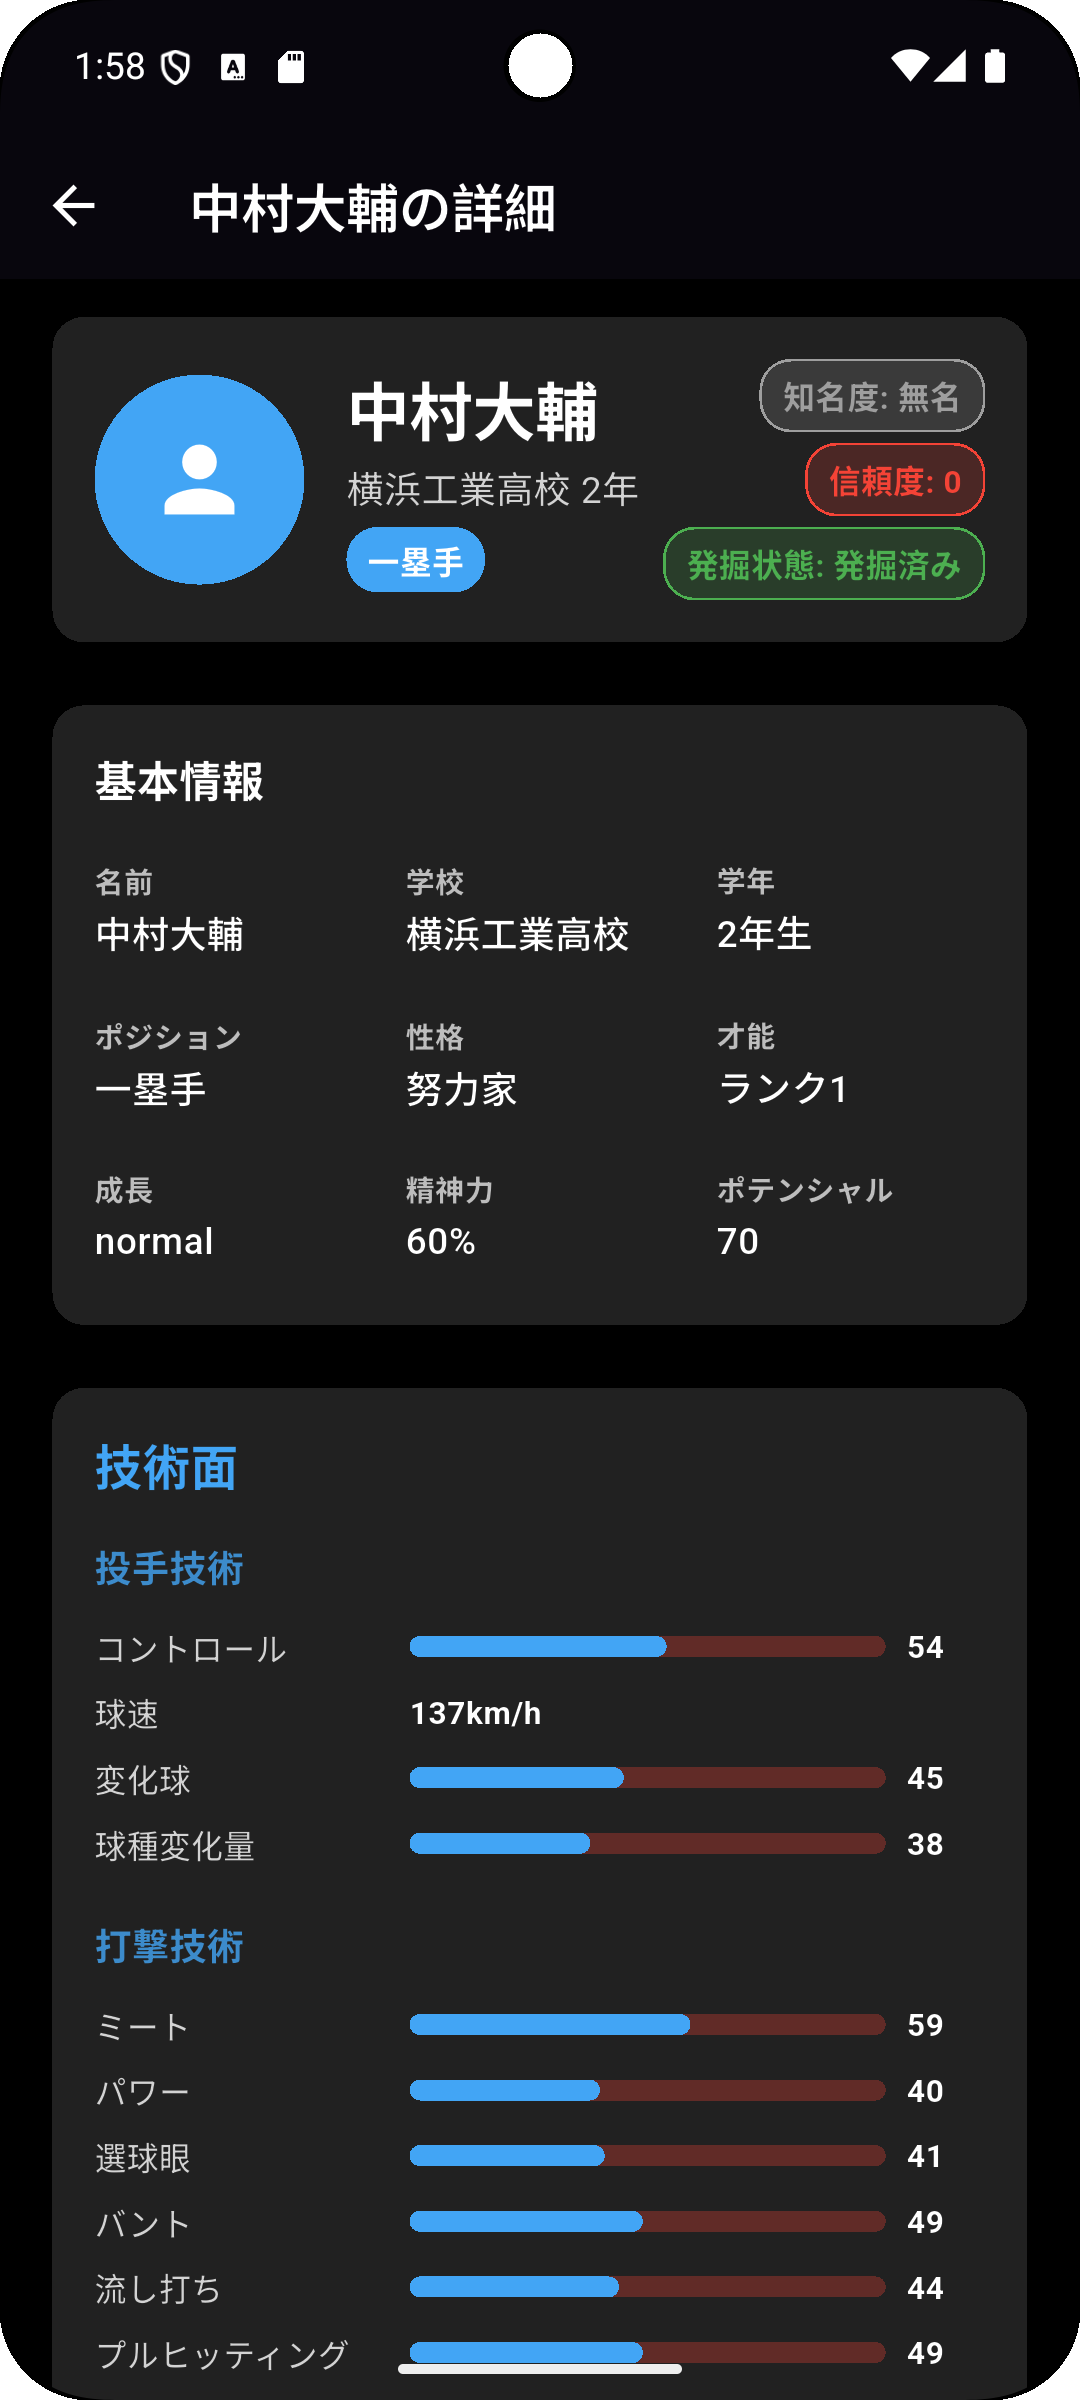 1:58
中村大輔の詳細
中村大輔
横浜工業高校 2年
一塁手
知名度: 無名
信頼度: 0
発掘状態: 発掘済み
基本情報
名前
中村大輔
学校
横浜工業高校
学年
2年生
ポジション
一塁手
性格
努力家
才能
ランク1
成長
normal
精神力
60%
ポテンシャル
70
技術面
投手技術
コントロール 54
球速 137km/h
変化球 45
球種変化量 38
打撃技術
ミート 59
パワー 40
選球眼 41
バント 49
流し打ち 44
プルヒッティング 49